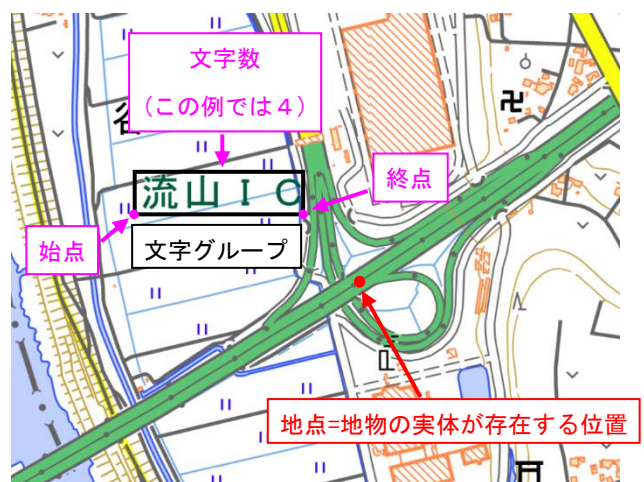 文字数
（この例では４）
流山ＩＣ
終点
始点
文字グループ
地点=地物の実体が存在する位置